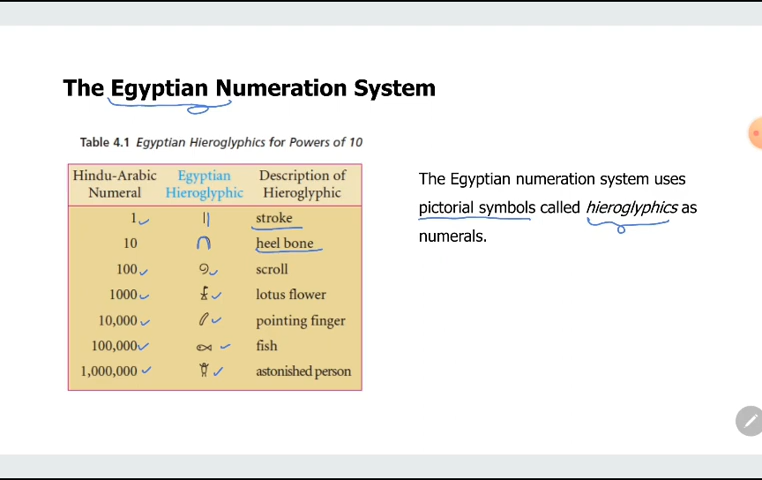 The Egyptian Numeration System
Table 4.1 Egyptian Hieroglyphics for Powers of 10
Hindu-Arabic Numeral Egyptian Hieroglyphic Description of Hieroglyphic
1 stroke
10 heel bone
100 scroll
1000 lotus flower
10,000 pointing finger
100,000 fish
1,000,000 astonished person
The Egyptian numeration system uses
pictorial symbols called hieroglyphics as
numerals.